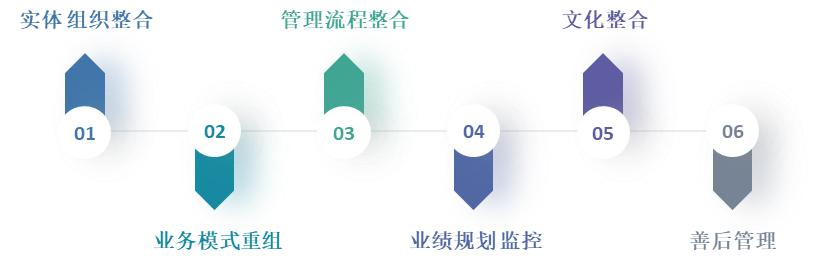 实体组织整合
管理流程整合
文化整合
01
02
03
04
05
06
业务模式重组
业绩规划监控
善后管理